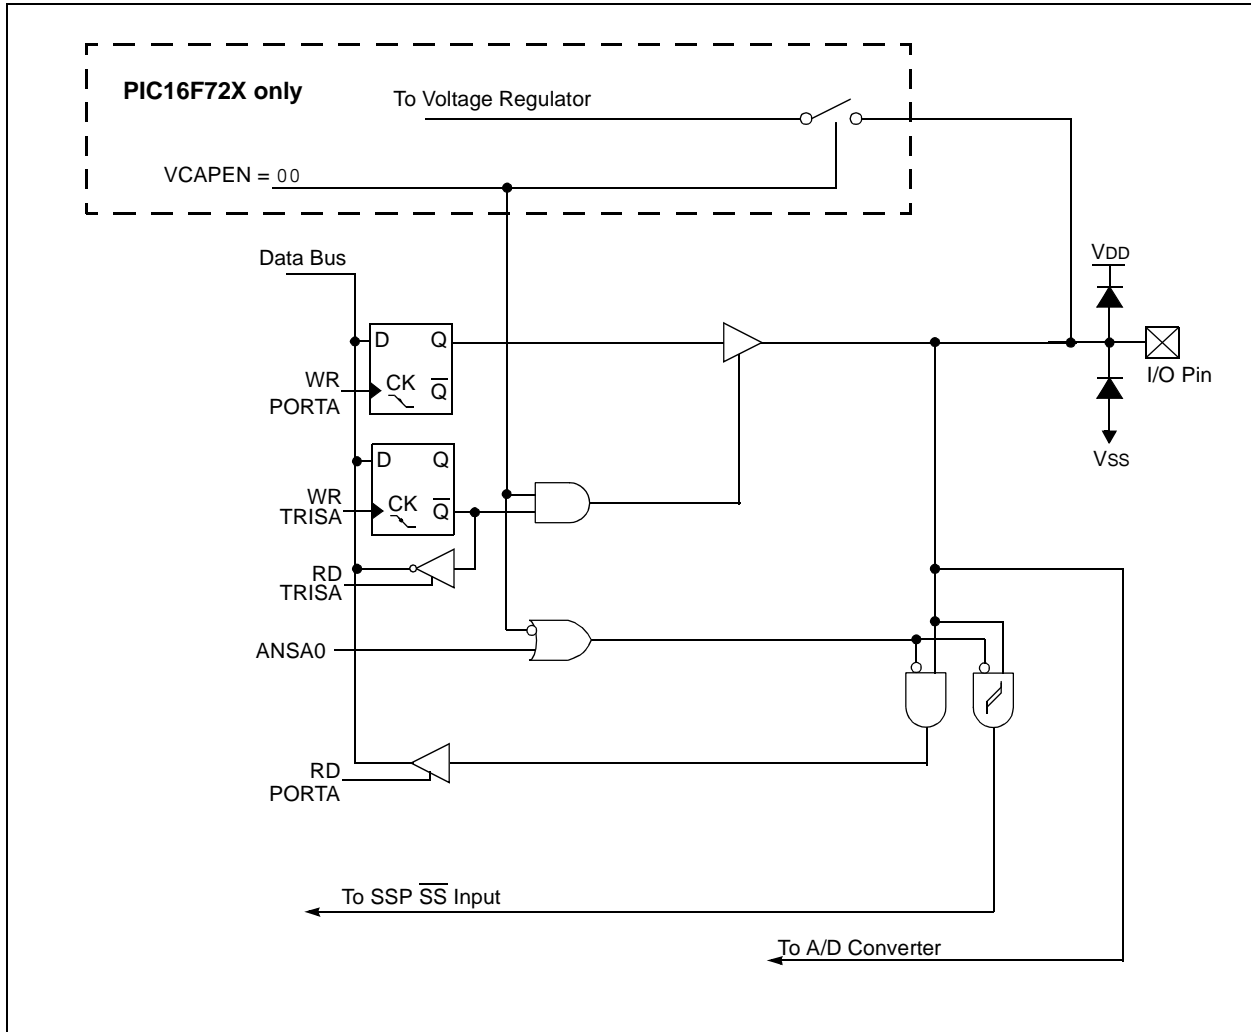 PIC16F72X only
To Voltage Regulator
VCAPEN = 00
Data Bus
VDD
D Q
WR
PORTA
CK Q̅
I/O Pin
VSS
D Q
WR
TRISA
CK Q̅
RD
TRISA
ANSA0
RD
PORTA
To SSP S̅S̅ Input
To A/D Converter